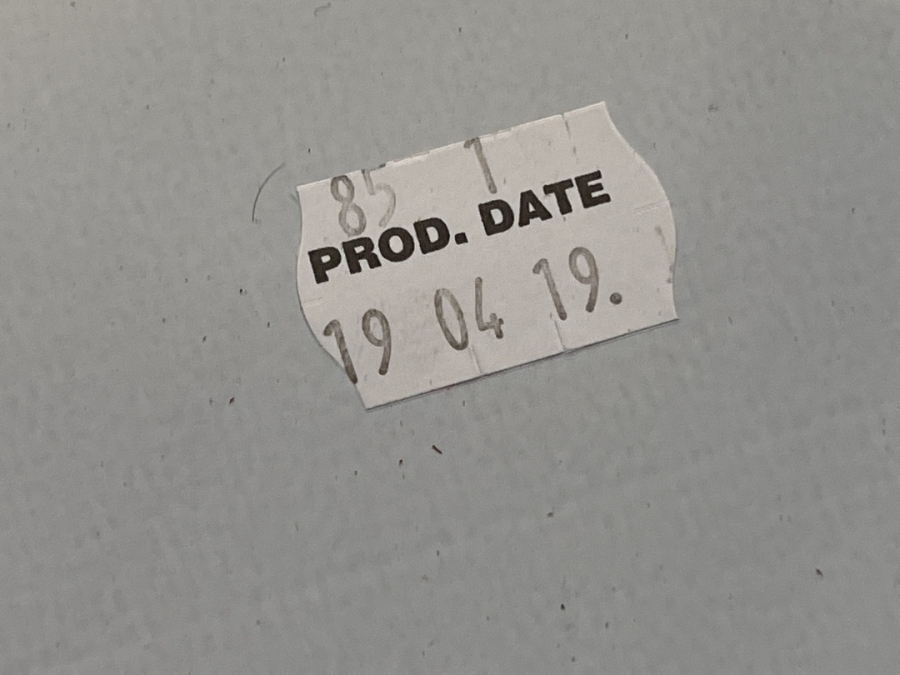 85 1
PROD. DATE
19 04 19.